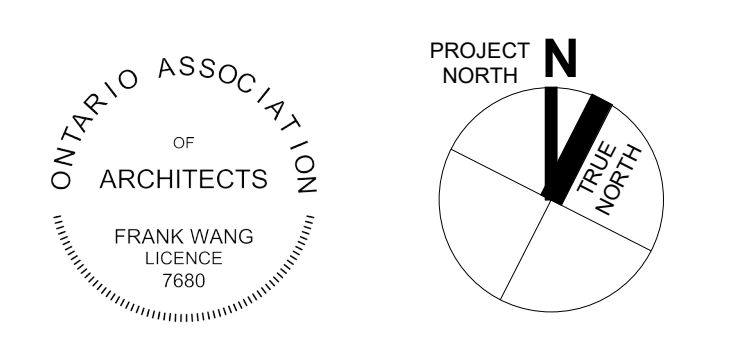 ONTARIO ASSOCIATION
OF
ARCHITECTS
FRANK WANG
LICENCE
7680
PROJECT
NORTH
N
TRUE
NORTH